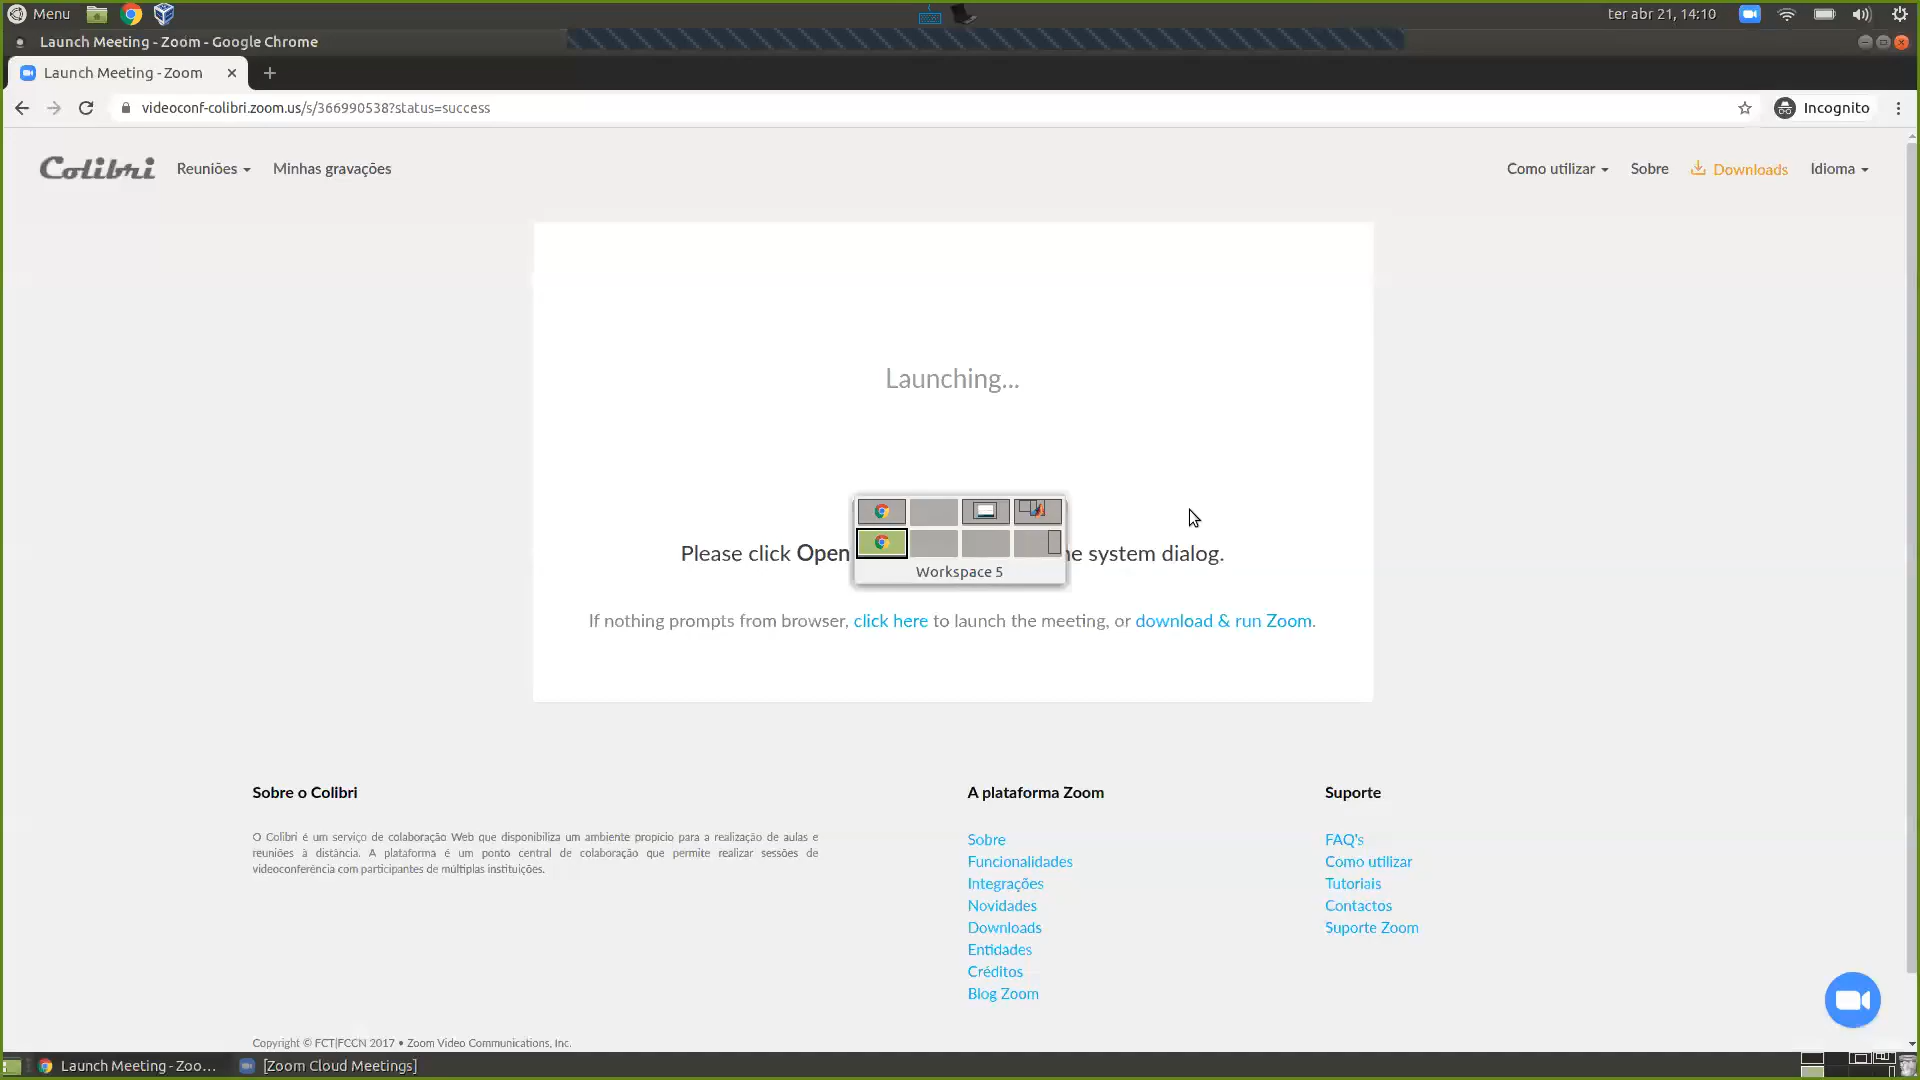 Menu
ter abr 21, 14:10
Launch Meeting - Zoom - Google Chrome
Launch Meeting - Zoom
videoconf-colibri.zoom.us/s/366990538?status=success
Incognito
Colibri
Reuniões
Minhas gravações
Como utilizar
Sobre
Downloads
Idioma
Launching...
Please click Open
e system dialog.
Workspace 5
If nothing prompts from browser, click here to launch the meeting, or download & run Zoom.
Sobre o Colibri
O Colibri é um serviço de colaboração Web que disponibiliza um ambiente propício para a realização de aulas e
reuniões à distância. A plataforma é um ponto central de colaboração que permite realizar sessões de
videoconferência com participantes de múltiplas instituições.
A plataforma Zoom
Sobre
Funcionalidades
Integrações
Novidades
Downloads
Entidades
Créditos
Blog Zoom
Suporte
FAQ's
Como utilizar
Tutoriais
Contactos
Suporte Zoom
Copyright © FCT|FCCN 2017 • Zoom Video Communications, Inc.
Launch Meeting - Zoo...
[Zoom Cloud Meetings]